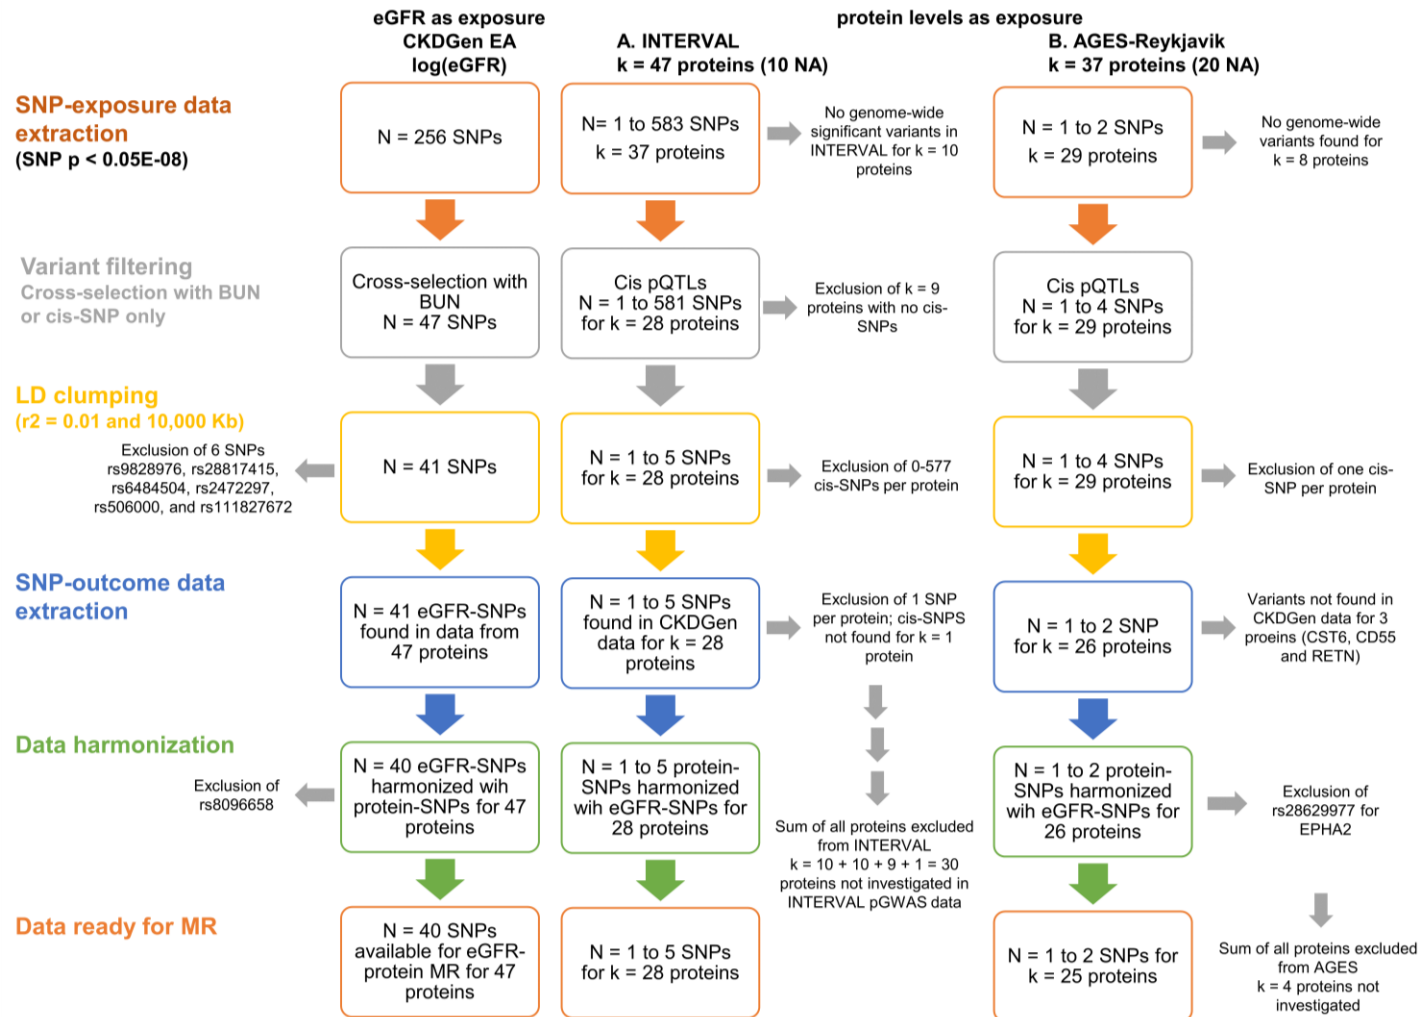 eGFR as exposure
CKDGen EA
log(eGFR)
protein levels as exposure
A. INTERVAL
k = 47 proteins (10 NA)
B. AGES-Reykjavik
k = 37 proteins (20 NA)
SNP-exposure data
extraction
(SNP p < 0.05E-08)
N = 256 SNPs
N= 1 to 583 SNPs
k = 37 proteins
No genome-wide
significant variants in
INTERVAL for k = 10
proteins
N = 1 to 2 SNPs
k = 29 proteins
No genome-wide
variants found for
k = 8 proteins
Variant filtering
Cross-selection with BUN
or cis-SNP only
Cross-selection with
BUN
N = 47 SNPs
Cis pQTLs
N = 1 to 581 SNPs
for k = 28 proteins
Exclusion of k = 9
proteins with no cis-
SNPs
Cis pQTLs
N = 1 to 4 SNPs
for k = 29 proteins
LD clumping
(r2 = 0.01 and 10,000 Kb)
Exclusion of 6 SNPs
rs9828976, rs28817415,
rs6484504, rs2472297,
rs506000, and rs111827672
N = 41 SNPs
N = 1 to 5 SNPs
for k = 28 proteins
Exclusion of 0-577
cis-SNPs per protein
N = 1 to 4 SNPs
for k = 29 proteins
Exclusion of one cis-
SNP per protein
SNP-outcome data
extraction
N = 41 eGFR-SNPs
found in data from
47 proteins
N = 1 to 5 SNPs
found in CKDGen
data for k = 28
proteins
Exclusion of 1 SNP
per protein; cis-SNPS
not found for k = 1
protein
N = 1 to 2 SNP
for k = 26 proteins
Variants not found in
CKDGen data for 3
proeins (CST6, CD55
and RETN)
Data harmonization
Exclusion of
rs8096658
N = 40 eGFR-SNPs
harmonized wih
protein-SNPs for 47
proteins
N = 1 to 5 protein-
SNPs harmonized
wih eGFR-SNPs for
28 proteins
Sum of all proteins excluded
from INTERVAL
k = 10 + 10 + 9 + 1 = 30
proteins not investigated in
INTERVAL pGWAS data
N = 1 to 2 protein-
SNPs harmonized
wih eGFR-SNPs for
26 proteins
Exclusion of
rs28629977 for
EPHA2
Data ready for MR
N = 40 SNPs
available for eGFR-
protein MR for 47
proteins
N = 1 to 5 SNPs
for k = 28 proteins
N = 1 to 2 SNPs for
k = 25 proteins
Sum of all proteins excluded
from AGES
k = 4 proteins not
investigated